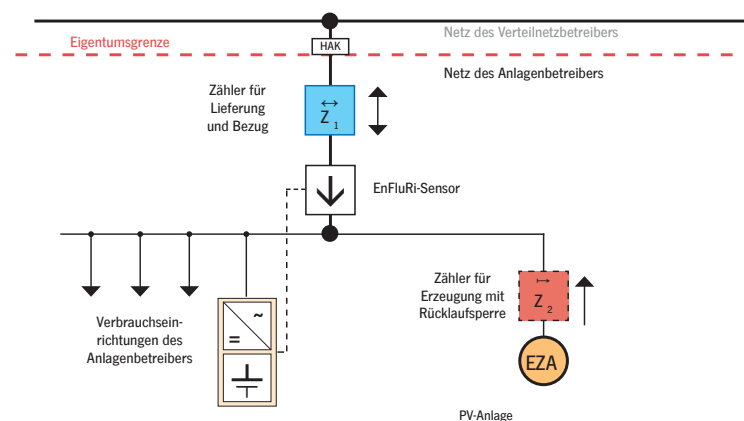 Netz des Verteilnetzbetreibers
Eigentumsgrenze
HAK
Netz des Anlagenbetreibers
Zähler für
Lieferung
und Bezug
Z 1
EnFluRi-Sensor
Zähler für
Erzeugung mit
Rücklaufsperre
Z 2
Verbrauchsein-
richtungen des
Anlagenbetreibers
~
=
EZA
PV-Anlage